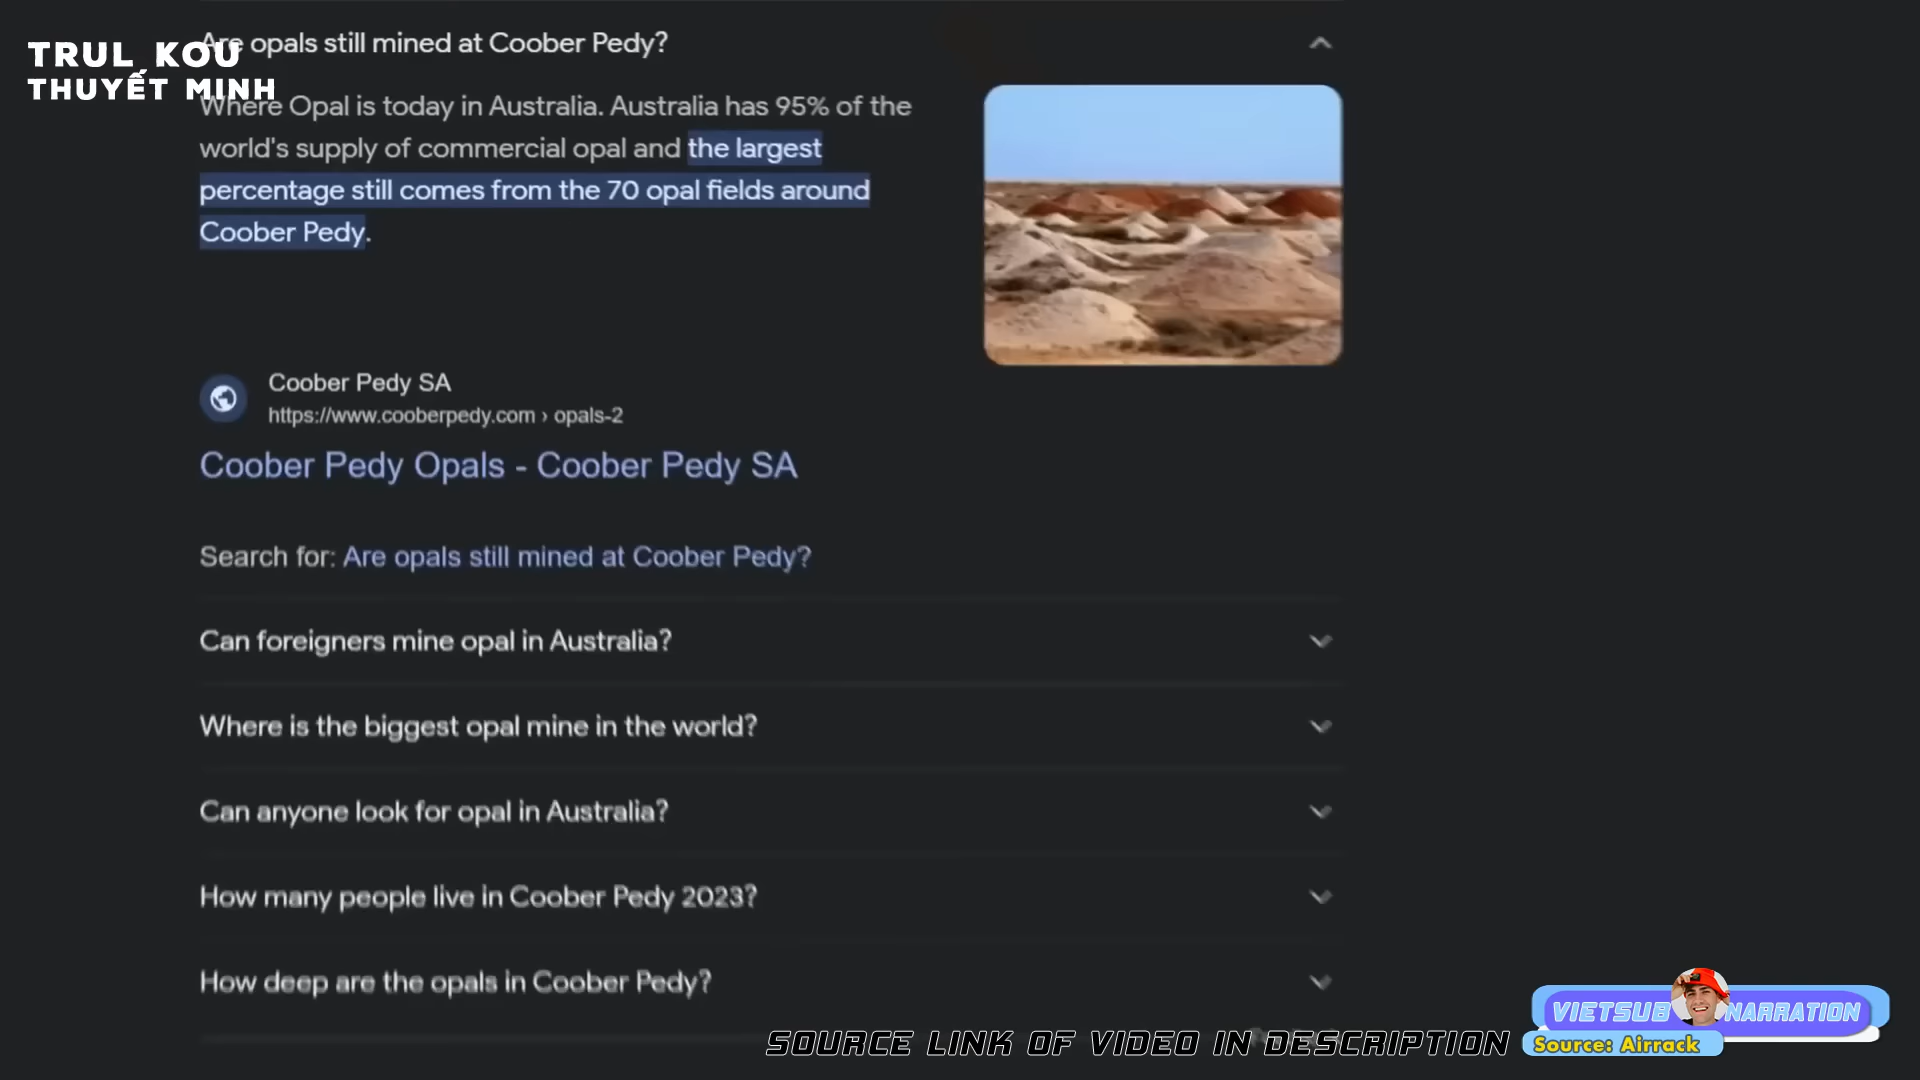 TRUL KOU
THUYẾT MINH
Are opals still mined at Coober Pedy?
Where Opal is today in Australia. Australia has 95% of the
world's supply of commercial opal and the largest
percentage still comes from the 70 opal fields around
Coober Pedy.
Coober Pedy SA
https://www.cooberpedy.com › opals-2
Coober Pedy Opals - Coober Pedy SA
Search for: Are opals still mined at Coober Pedy?
Can foreigners mine opal in Australia?
Where is the biggest opal mine in the world?
Can anyone look for opal in Australia?
How many people live in Coober Pedy 2023?
How deep are the opals in Coober Pedy?
SOURCE LINK OF VIDEO IN DESCRIPTION
VIETSUB NARRATION
Source: Airrack